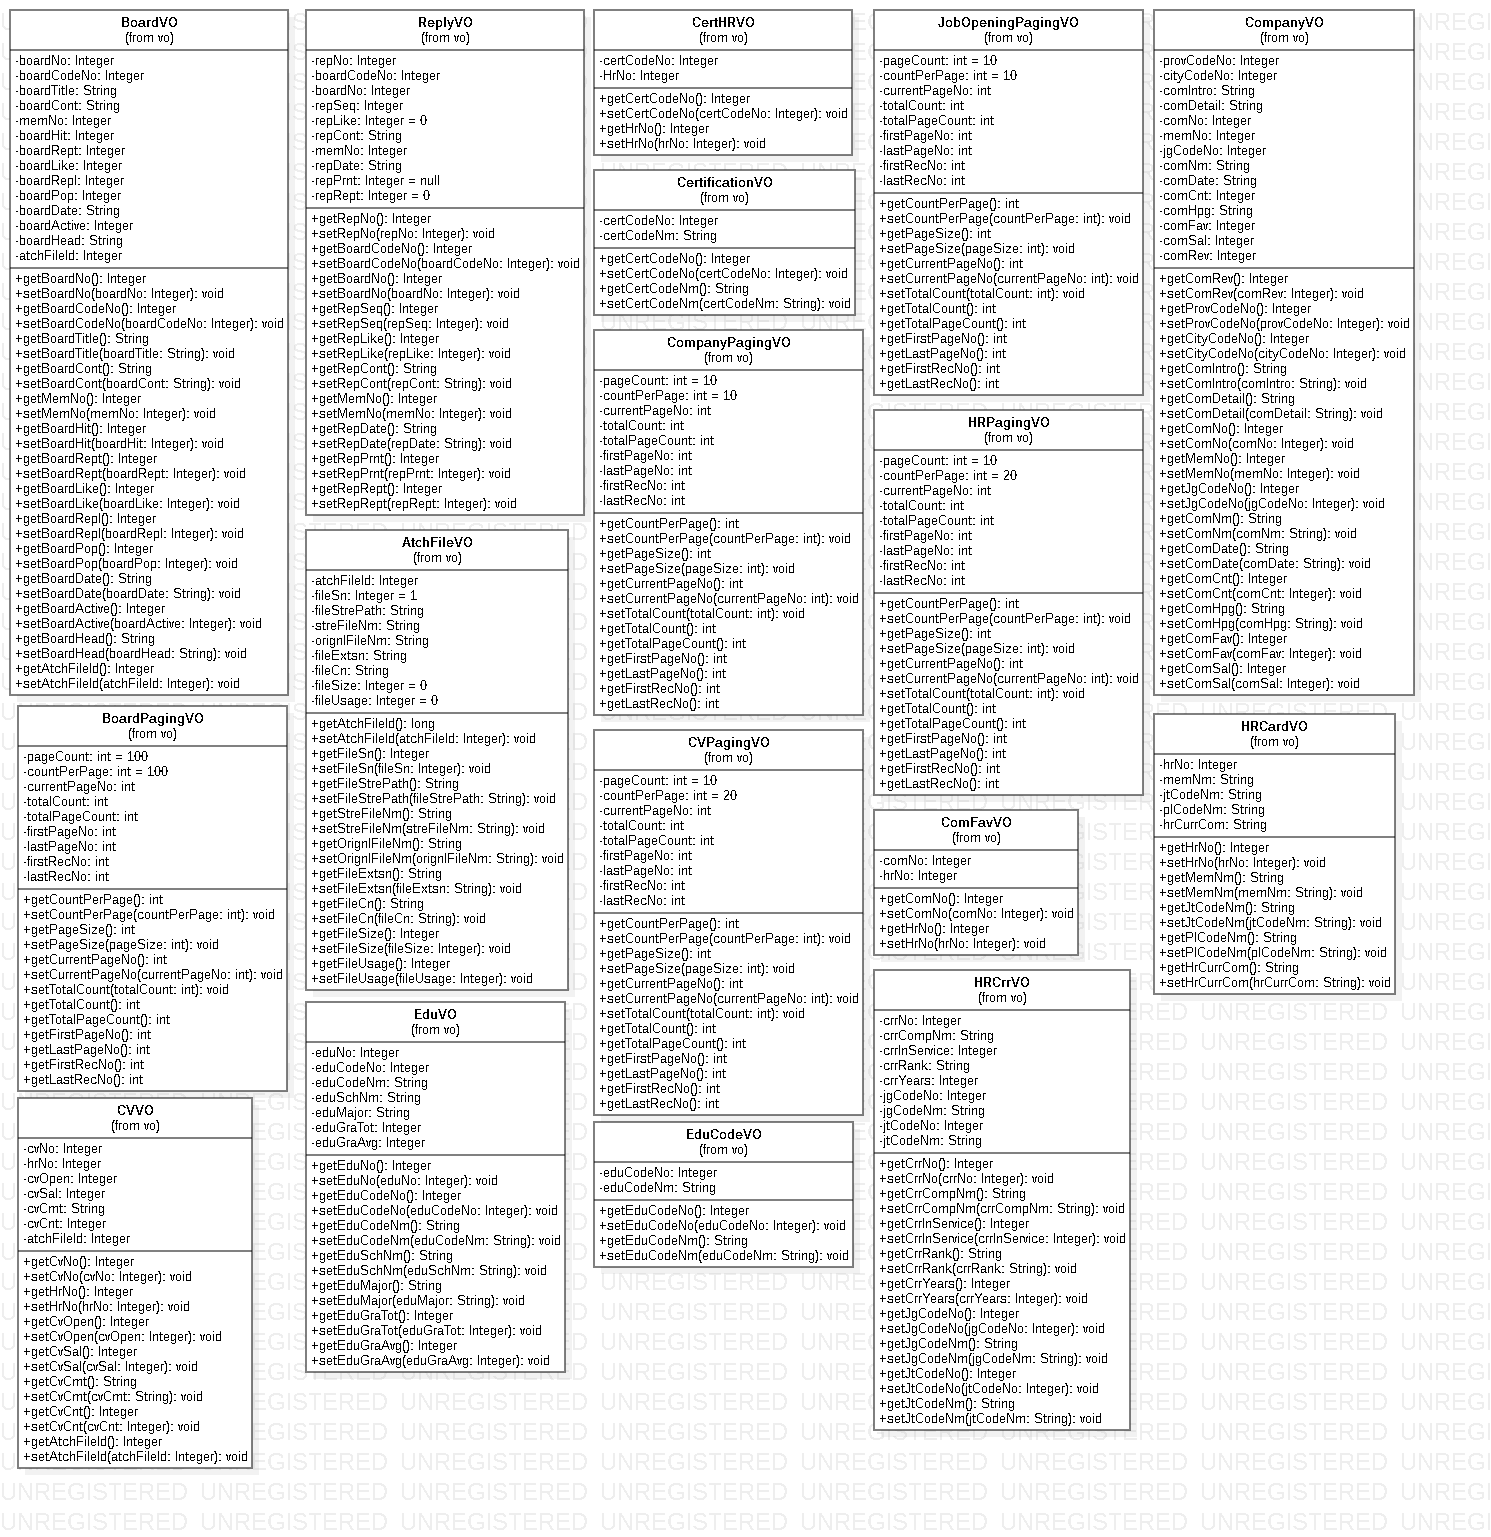 BoardVO
(from vo)
-boardNo: Integer
-boardCodeNo: Integer
-boardTitle: String
-boardCont: String
-memNo: Integer
-boardHit: Integer
-boardRept: Integer
-boardLike: Integer
-boardRepl: Integer
-boardPop: Integer
-boardDate: String
-boardActive: Integer
-boardHead: String
-atchFileId: Integer
+getBoardNo(): Integer
+setBoardNo(boardNo: Integer): void
+getBoardCodeNo(): Integer
+setBoardCodeNo(boardCodeNo: Integer): void
+getBoardTitle(): String
+setBoardTitle(boardTitle: String): void
+getBoardCont(): String
+setBoardCont(boardCont: String): void
+getMemNo(): Integer
+setMemNo(memNo: Integer): void
+getBoardHit(): Integer
+setBoardHit(boardHit: Integer): void
+getBoardRept(): Integer
+setBoardRept(boardRept: Integer): void
+getBoardLike(): Integer
+setBoardLike(boardLike: Integer): void
+getBoardRepl(): Integer
+setBoardRepl(boardRepl: Integer): void
+getBoardPop(): Integer
+setBoardPop(boardPop: Integer): void
+getBoardDate(): String
+setBoardDate(boardDate: String): void
+getBoardActive(): Integer
+setBoardActive(boardActive: Integer): void
+getBoardHead(): String
+setBoardHead(boardHead: String): void
+getAtchFileId(): Integer
+setAtchFileId(atchFileId: Integer): void
BoardPagingVO
(from vo)
-pageCount: int = 100
-countPerPage: int = 100
-currentPageNo: int
-totalCount: int
-totalPageCount: int
-firstPageNo: int
-lastPageNo: int
-firstRecNo: int
-lastRecNo: int
+getCountPerPage(): int
+setCountPerPage(countPerPage: int): void
+getPageSize(): int
+setPageSize(pageSize: int): void
+getCurrentPageNo(): int
+setCurrentPageNo(currentPageNo: int): void
+setTotalCount(totalCount: int): void
+getTotalCount(): int
+getTotalPageCount(): int
+getFirstPageNo(): int
+getLastPageNo(): int
+getFirstRecNo(): int
+getLastRecNo(): int
CVVO
(from vo)
-cvNo: Integer
-hrNo: Integer
-cvOpen: Integer
-cvSal: Integer
-cvCmt: String
-cvCnt: Integer
-atchFileId: Integer
+getCvNo(): Integer
+setCvNo(cvNo: Integer): void
+getHrNo(): Integer
+setHrNo(hrNo: Integer): void
+getCvOpen(): Integer
+setCvOpen(cvOpen: Integer): void
+getCvSal(): Integer
+setCvSal(cvSal: Integer): void
+getCvCmt(): String
+setCvCmt(cvCmt: String): void
+getCvCnt(): Integer
+setCvCnt(cvCnt: Integer): void
+getAtchFileId(): Integer
+setAtchFileId(atchFileId: Integer): void
ReplyVO
(from vo)
-repNo: Integer
-boardCodeNo: Integer
-boardNo: Integer
-repSeq: Integer
-repLike: Integer = 0
-repCont: String
-memNo: Integer
-repDate: String
-repPrnt: Integer = null
-repRept: Integer = 0
+getRepNo(): Integer
+setRepNo(repNo: Integer): void
+getBoardCodeNo(): Integer
+setBoardCodeNo(boardCodeNo: Integer): void
+getBoardNo(): Integer
+setBoardNo(boardNo: Integer): void
+getRepSeq(): Integer
+setRepSeq(repSeq: Integer): void
+getRepLike(): Integer
+setRepLike(repLike: Integer): void
+getRepCont(): String
+setRepCont(repCont: String): void
+getMemNo(): Integer
+setMemNo(memNo: Integer): void
+getRepDate(): String
+setRepDate(repDate: String): void
+getRepPrnt(): Integer
+setRepPrnt(repPrnt: Integer): void
+getRepRept(): Integer
+setRepRept(repRept: Integer): void
AtchFileVO
(from vo)
-atchFileId: Integer
-fileSn: Integer = 1
-fileStrePath: String
-streFileNm: String
-orignlFileNm: String
-fileExtsn: String
-fileCn: String
-fileSize: Integer = 0
-fileUsage: Integer = 0
+getAtchFileId(): long
+setAtchFileId(atchFileId: Integer): void
+getFileSn(): Integer
+setFileSn(fileSn: Integer): void
+getFileStrePath(): String
+setFileStrePath(fileStrePath: String): void
+getStreFileNm(): String
+setStreFileNm(streFileNm: String): void
+getOrignlFileNm(): String
+setOrignlFileNm(orignlFileNm: String): void
+getFileExtsn(): String
+setFileExtsn(fileExtsn: String): void
+getFileCn(): String
+setFileCn(fileCn: String): void
+getFileSize(): Integer
+setFileSize(fileSize: Integer): void
+getFileUsage(): Integer
+setFileUsage(fileUsage: Integer): void
EduVO
(from vo)
-eduNo: Integer
-eduCodeNo: Integer
-eduCodeNm: String
-eduSchNm: String
-eduMajor: String
-eduGraTot: Integer
-eduGraAvg: Integer
+getEduNo(): Integer
+setEduNo(eduNo: Integer): void
+getEduCodeNo(): Integer
+setEduCodeNo(eduCodeNo: Integer): void
+getEduCodeNm(): String
+setEduCodeNm(eduCodeNm: String): void
+getEduSchNm(): String
+setEduSchNm(eduSchNm: String): void
+getEduMajor(): String
+setEduMajor(eduMajor: String): void
+getEduGraTot(): Integer
+setEduGraTot(eduGraTot: Integer): void
+getEduGraAvg(): Integer
+setEduGraAvg(eduGraAvg: Integer): void
CertHRVO
(from vo)
-certCodeNo: Integer
-HrNo: Integer
+getCertCodeNo(): Integer
+setCertCodeNo(certCodeNo: Integer): void
+getHrNo(): Integer
+setHrNo(hrNo: Integer): void
CertificationVO
(from vo)
-certCodeNo: Integer
-certCodeNm: String
+getCertCodeNo(): Integer
+setCertCodeNo(certCodeNo: Integer): void
+getCertCodeNm(): String
+setCertCodeNm(certCodeNm: String): void
CompanyPagingVO
(from vo)
-pageCount: int = 10
-countPerPage: int = 10
-currentPageNo: int
-totalCount: int
-totalPageCount: int
-firstPageNo: int
-lastPageNo: int
-firstRecNo: int
-lastRecNo: int
+getCountPerPage(): int
+setCountPerPage(countPerPage: int): void
+getPageSize(): int
+setPageSize(pageSize: int): void
+getCurrentPageNo(): int
+setCurrentPageNo(currentPageNo: int): void
+setTotalCount(totalCount: int): void
+getTotalCount(): int
+getTotalPageCount(): int
+getFirstPageNo(): int
+getLastPageNo(): int
+getFirstRecNo(): int
+getLastRecNo(): int
CVPagingVO
(from vo)
-pageCount: int = 10
-countPerPage: int = 20
-currentPageNo: int
-totalCount: int
-totalPageCount: int
-firstPageNo: int
-lastPageNo: int
-firstRecNo: int
-lastRecNo: int
+getCountPerPage(): int
+setCountPerPage(countPerPage: int): void
+getPageSize(): int
+setPageSize(pageSize: int): void
+getCurrentPageNo(): int
+setCurrentPageNo(currentPageNo: int): void
+setTotalCount(totalCount: int): void
+getTotalCount(): int
+getTotalPageCount(): int
+getFirstPageNo(): int
+getLastPageNo(): int
+getFirstRecNo(): int
+getLastRecNo(): int
EduCodeVO
(from vo)
-eduCodeNo: Integer
-eduCodeNm: String
+getEduCodeNo(): Integer
+setEduCodeNo(eduCodeNo: Integer): void
+getEduCodeNm(): String
+setEduCodeNm(eduCodeNm: String): void
JobOpeningPagingVO
(from vo)
-pageCount: int = 10
-countPerPage: int = 10
-currentPageNo: int
-totalCount: int
-totalPageCount: int
-firstPageNo: int
-lastPageNo: int
-firstRecNo: int
-lastRecNo: int
+getCountPerPage(): int
+setCountPerPage(countPerPage: int): void
+getPageSize(): int
+setPageSize(pageSize: int): void
+getCurrentPageNo(): int
+setCurrentPageNo(currentPageNo: int): void
+setTotalCount(totalCount: int): void
+getTotalCount(): int
+getTotalPageCount(): int
+getFirstPageNo(): int
+getLastPageNo(): int
+getFirstRecNo(): int
+getLastRecNo(): int
HRPagingVO
(from vo)
-pageCount: int = 10
-countPerPage: int = 20
-currentPageNo: int
-totalCount: int
-totalPageCount: int
-firstPageNo: int
-lastPageNo: int
-firstRecNo: int
-lastRecNo: int
+getCountPerPage(): int
+setCountPerPage(countPerPage: int): void
+getPageSize(): int
+setPageSize(pageSize: int): void
+getCurrentPageNo(): int
+setCurrentPageNo(currentPageNo: int): void
+setTotalCount(totalCount: int): void
+getTotalCount(): int
+getTotalPageCount(): int
+getFirstPageNo(): int
+getLastPageNo(): int
+getFirstRecNo(): int
+getLastRecNo(): int
ComFavVO
(from vo)
-comNo: Integer
-hrNo: Integer
+getComNo(): Integer
+setComNo(comNo: Integer): void
+getHrNo(): Integer
+setHrNo(hrNo: Integer): void
HRCrrVO
(from vo)
-crrNo: Integer
-crrCompNm: String
-crrInService: Integer
-crrRank: String
-crrYears: Integer
-jgCodeNo: Integer
-jgCodeNm: String
-jtCodeNo: Integer
-jtCodeNm: String
+getCrrNo(): Integer
+setCrrNo(crrNo: Integer): void
+getCrrCompNm(): String
+setCrrCompNm(crrCompNm: String): void
+getCrrInService(): Integer
+setCrrInService(crrInService: Integer): void
+getCrrRank(): String
+setCrrRank(crrRank: String): void
+getCrrYears(): Integer
+setCrrYears(crrYears: Integer): void
+getJgCodeNo(): Integer
+setJgCodeNo(jgCodeNo: Integer): void
+getJgCodeNm(): String
+setJgCodeNm(jgCodeNm: String): void
+getJtCodeNo(): Integer
+setJtCodeNo(jtCodeNo: Integer): void
+getJtCodeNm(): String
+setJtCodeNm(jtCodeNm: String): void
CompanyVO
(from vo)
-provCodeNo: Integer
-cityCodeNo: Integer
-comIntro: String
-comDetail: String
-comNo: Integer
-memNo: Integer
-jgCodeNo: Integer
-comNm: String
-comDate: String
-comCnt: Integer
-comHpg: String
-comFav: Integer
-comSal: Integer
-comRev: Integer
+getComRev(): Integer
+setComRev(comRev: Integer): void
+getProvCodeNo(): Integer
+setProvCodeNo(provCodeNo: Integer): void
+getCityCodeNo(): Integer
+setCityCodeNo(cityCodeNo: Integer): void
+getComIntro(): String
+setComIntro(comIntro: String): void
+getComDetail(): String
+setComDetail(comDetail: String): void
+getComNo(): Integer
+setComNo(comNo: Integer): void
+getMemNo(): Integer
+setMemNo(memNo: Integer): void
+getJgCodeNo(): Integer
+setJgCodeNo(jgCodeNo: Integer): void
+getComNm(): String
+setComNm(comNm: String): void
+getComDate(): String
+setComDate(comDate: String): void
+getComCnt(): Integer
+setComCnt(comCnt: Integer): void
+getComHpg(): String
+setComHpg(comHpg: String): void
+getComFav(): Integer
+setComFav(comFav: Integer): void
+getComSal(): Integer
+setComSal(comSal: Integer): void
HRCardVO
(from vo)
-hrNo: Integer
-memNm: String
-jtCodeNm: String
-plCodeNm: String
-hrCurrCom: String
+getHrNo(): Integer
+setHrNo(hrNo: Integer): void
+getMemNm(): String
+setMemNm(memNm: String): void
+getJtCodeNm(): String
+setJtCodeNm(jtCodeNm: String): void
+getPlCodeNm(): String
+setPlCodeNm(plCodeNm: String): void
+getHrCurrCom(): String
+setHrCurrCom(hrCurrCom: String): void
UNREGISTERED UNREGISTERED UNREGISTERED UNREGISTERED UNREGISTERED UNREGISTERED UNREGISTERED
UNREGISTERED UNREGISTERED UNREGISTERED UNREGISTERED UNREGISTERED UNREGISTERED UNREGISTERED